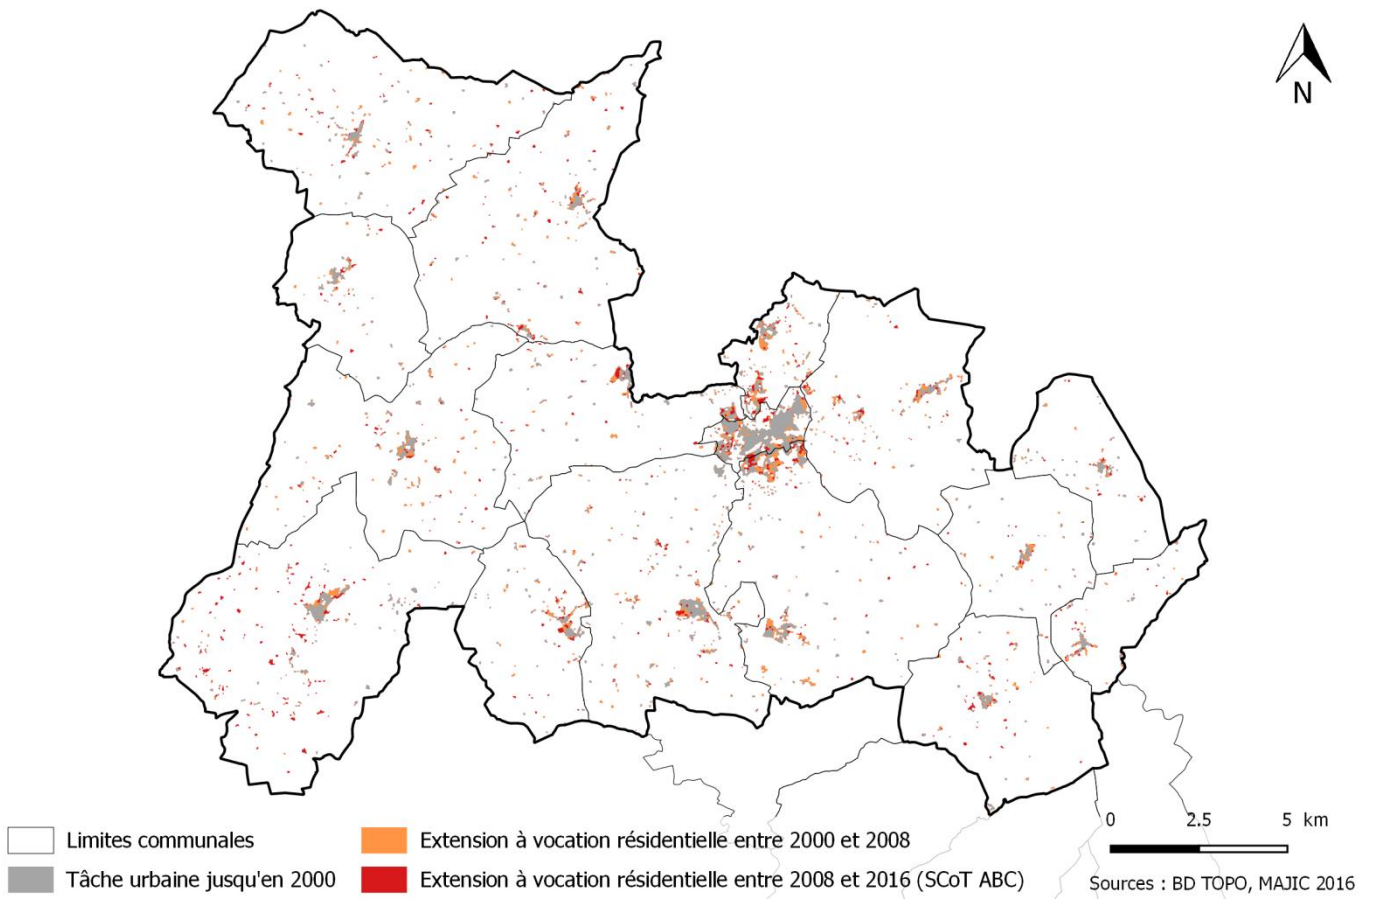 N
Limites communales
Tâche urbaine jusqu'en 2000
Extension à vocation résidentielle entre 2000 et 2008
Extension à vocation résidentielle entre 2008 et 2016 (SCoT ABC)
0 2.5 5 km
Sources : BD TOPO, MAJIC 2016